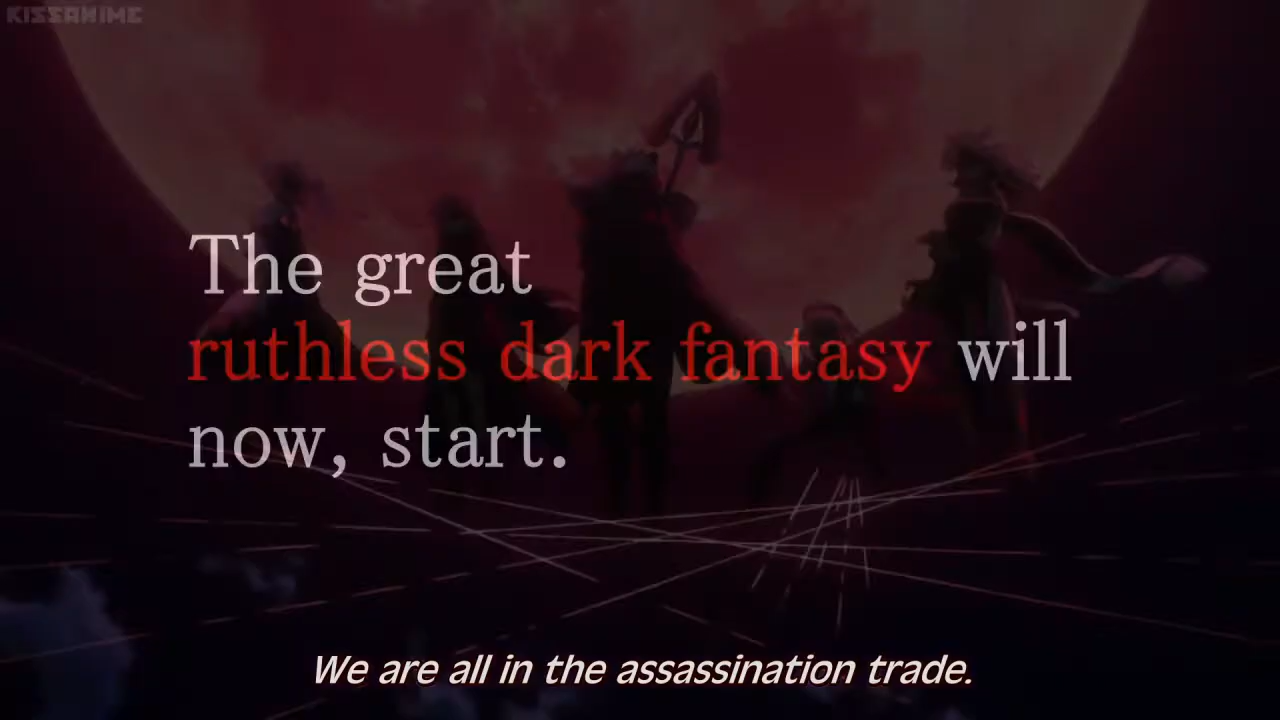 KISSANIME
The great
ruthless dark fantasy will
now, start.
We are all in the assassination trade.